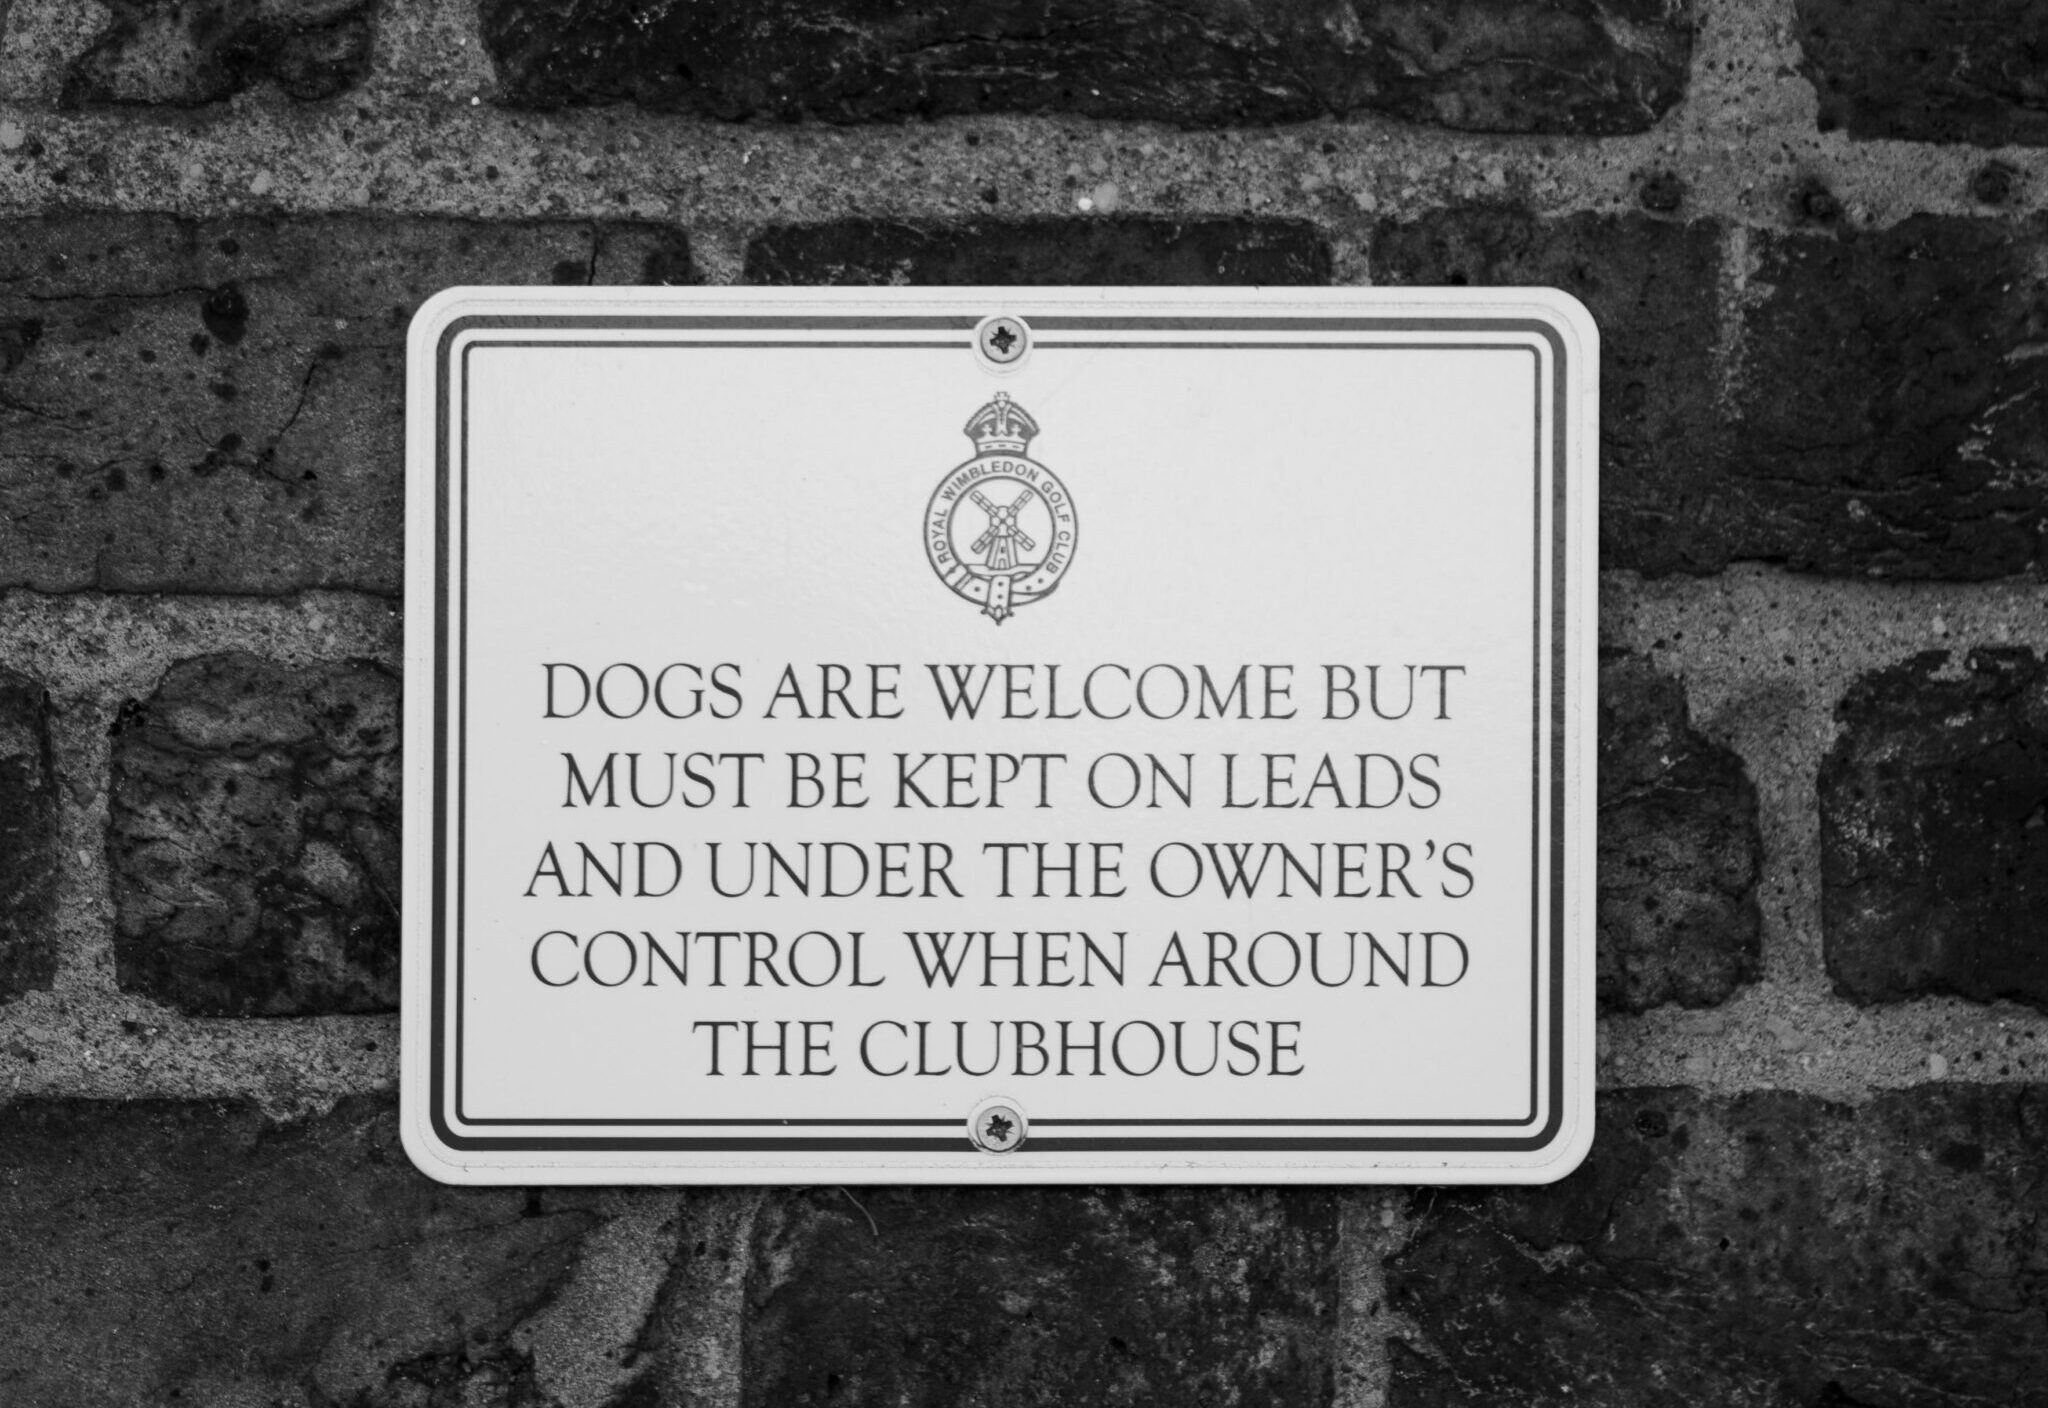 ROYAL WIMBLEDON GOLF CLUB
DOGS ARE WELCOME BUT
MUST BE KEPT ON LEADS
AND UNDER THE OWNER'S
CONTROL WHEN AROUND
THE CLUBHOUSE